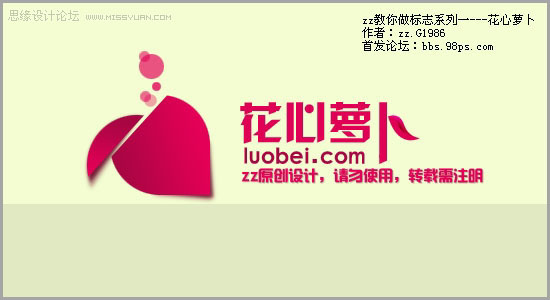 思缘设计论坛 WWW.MISSYUAN.COM
zz教你做标志系列一---花心萝卜
作者：zz.G1986
首发论坛：bbs.98ps.com
花心萝卜
luobei.com
zz原创设计，请勿使用，转载需注明